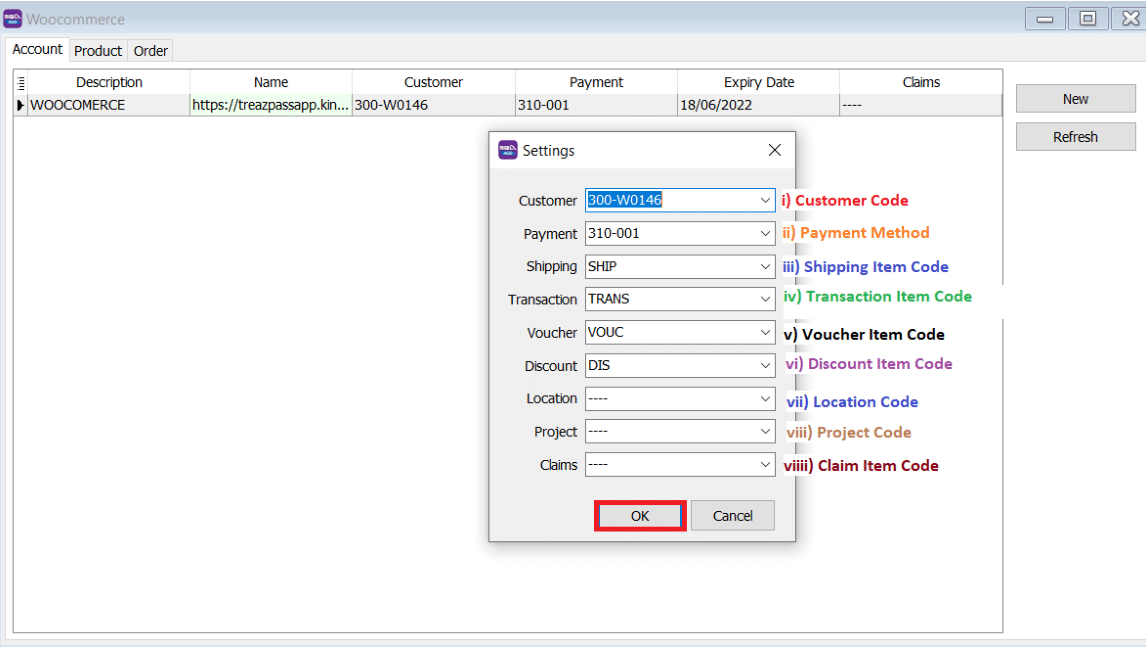 Woocommerce
Account Product Order
Description Name Customer Payment Expiry Date Claims
WOOCOMERCE https://treazpassapp.kin... 300-W0146 310-001 18/06/2022 ----
New
Refresh
Settings
Customer 300-W0146 i) Customer Code
Payment 310-001 ii) Payment Method
Shipping SHIP iii) Shipping Item Code
Transaction TRANS iv) Transaction Item Code
Voucher VOUC v) Voucher Item Code
Discount DIS vi) Discount Item Code
Location ---- vii) Location Code
Project ---- viii) Project Code
Claims ---- viiii) Claim Item Code
OK Cancel